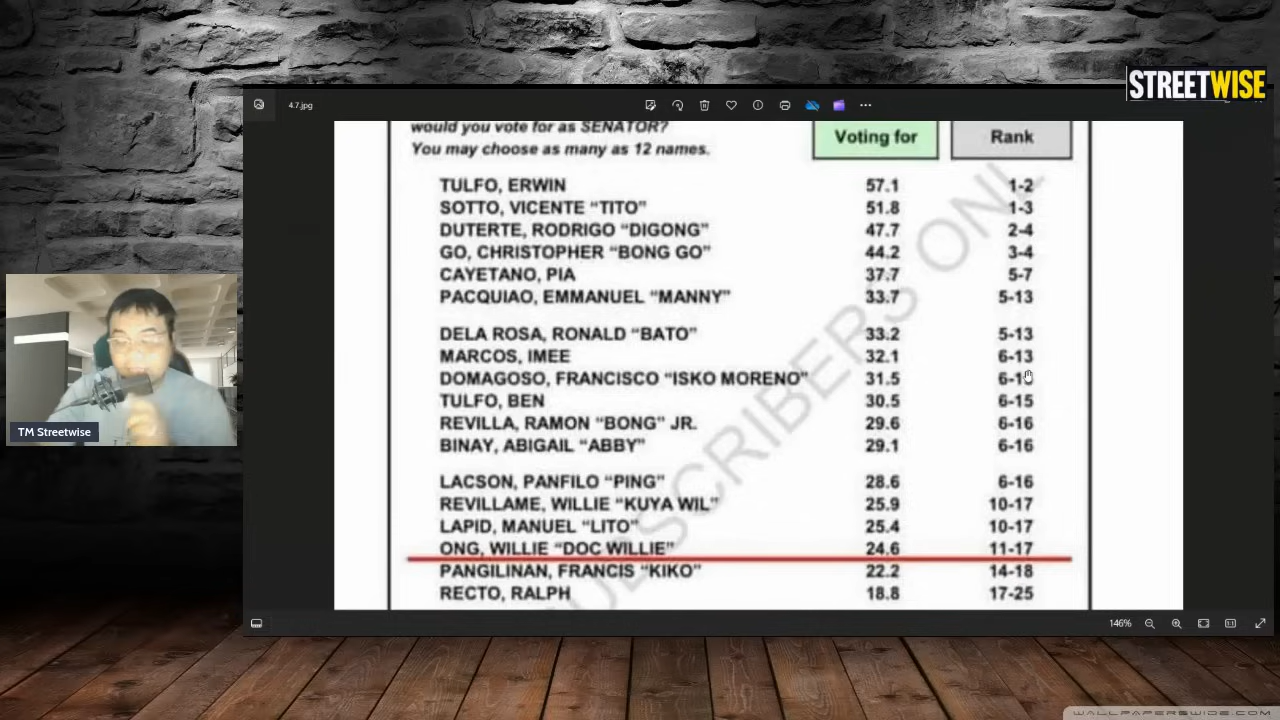 STREETWISE
4.7.jpg
would you vote for as SENATOR?
You may choose as many as 12 names.
Voting for
Rank
TULFO, ERWIN 57.1 1-2
SOTTO, VICENTE “TITO” 51.8 1-3
DUTERTE, RODRIGO “DIGONG” 47.7 2-4
GO, CHRISTOPHER “BONG GO” 44.2 3-4
CAYETANO, PIA 37.7 5-7
PACQUIAO, EMMANUEL “MANNY” 33.7 5-13
DELA ROSA, RONALD “BATO” 33.2 5-13
MARCOS, IMEE 32.1 6-13
DOMAGOSO, FRANCISCO “ISKO MORENO” 31.5
TULFO, BEN 30.5 6-15
REVILLA, RAMON “BONG” JR. 29.6 6-16
BINAY, ABIGAIL “ABBY” 29.1 6-16
LACSON, PANFILO “PING” 28.6 6-16
REVILLAME, WILLIE “KUYA WIL” 25.9 10-17
LAPID, MANUEL “LITO” 25.4 10-17
ONG, WILLIE “DOC WILLIE” 24.6 11-17
PANGILINAN, FRANCIS “KIKO” 22.2 14-18
RECTO, RALPH 18.8 17-25
TM Streetwise
146%
WALLPAPERSWIDE.COM